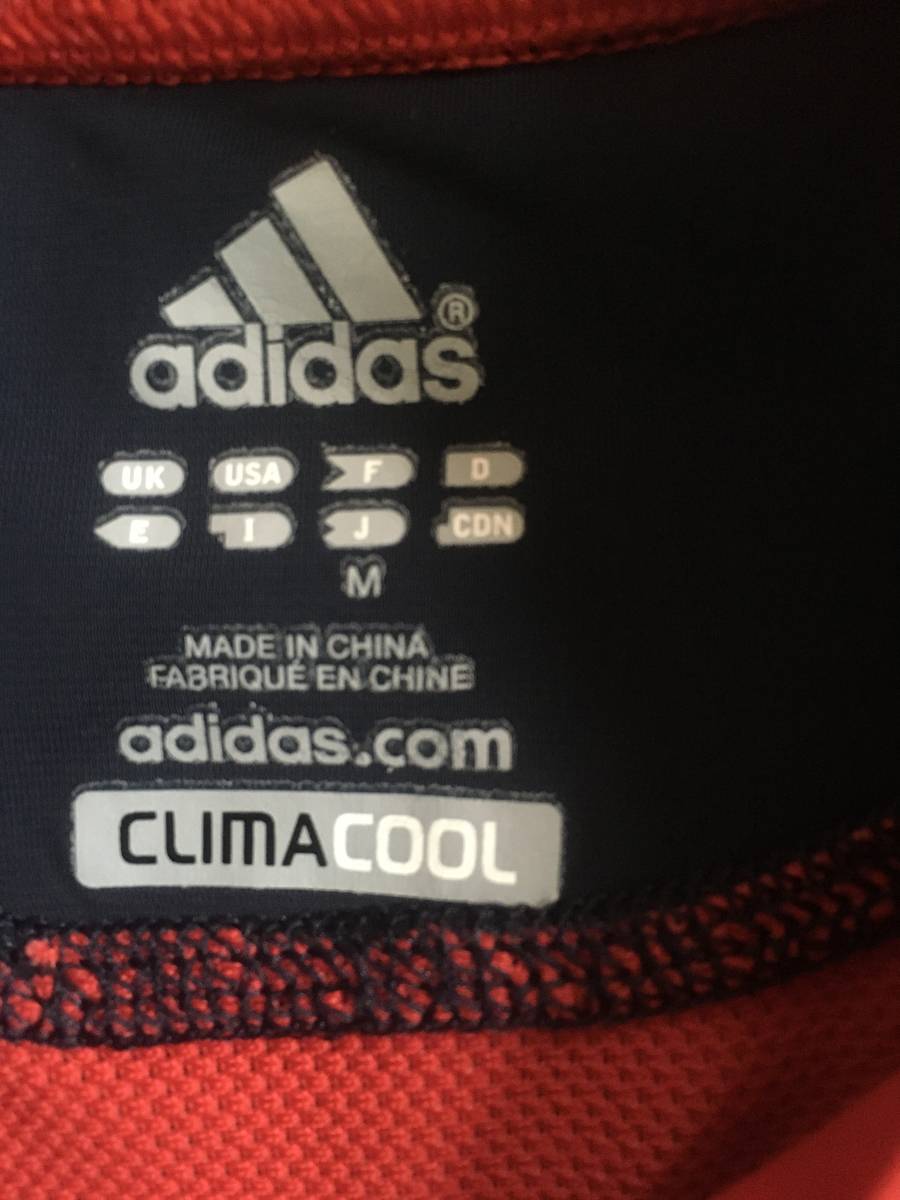 ®
adidas
UK USA F D
E I J CDN
M
MADE IN CHINA
FABRIQUÉ EN CHINE
adidas.com
CLIMACOOL